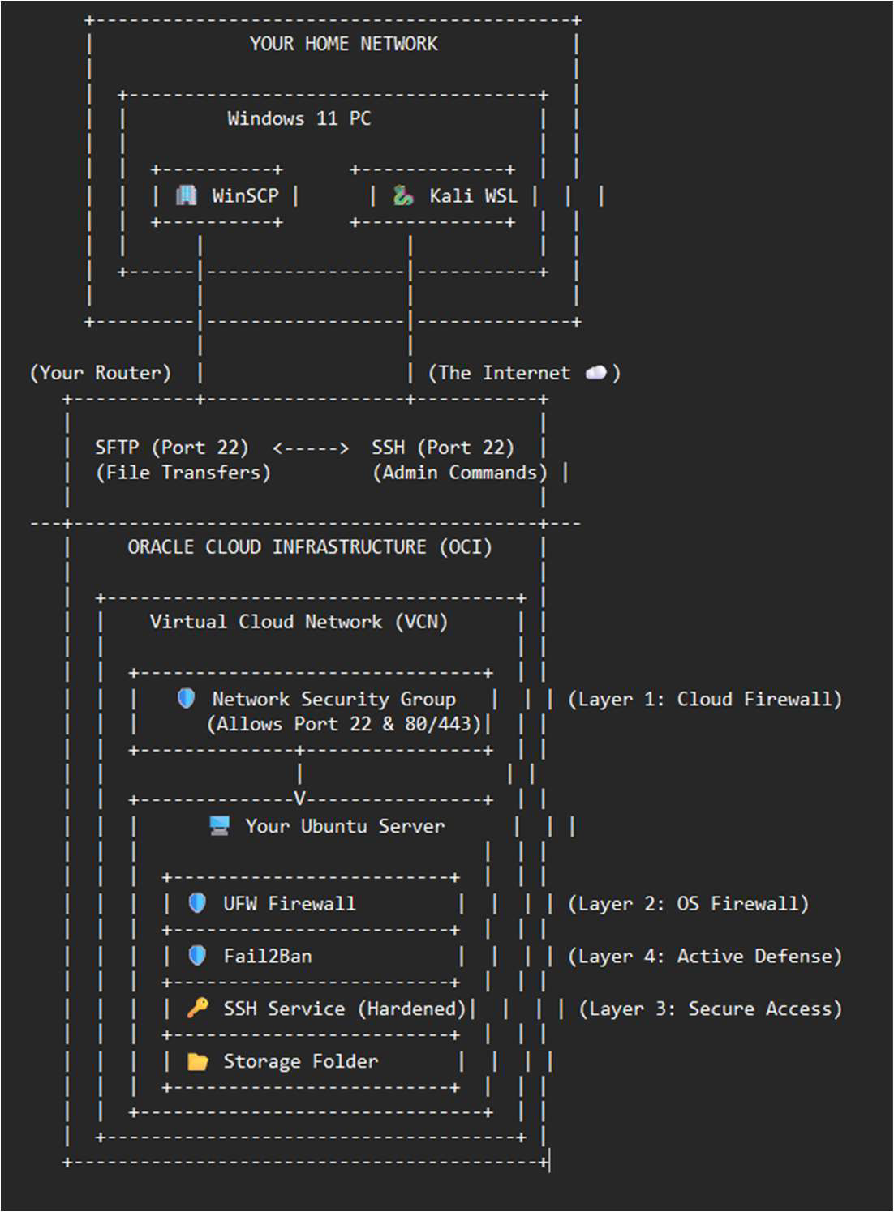 YOUR HOME NETWORK
Windows 11 PC
WinSCP
Kali WSL
(Your Router)
(The Internet ☁️)
SFTP (Port 22) <-----> SSH (Port 22)
(File Transfers) (Admin Commands)
ORACLE CLOUD INFRASTRUCTURE (OCI)
Virtual Cloud Network (VCN)
Network Security Group (Layer 1: Cloud Firewall)
(Allows Port 22 & 80/443)
V
Your Ubuntu Server
UFW Firewall (Layer 2: OS Firewall)
Fail2Ban (Layer 4: Active Defense)
SSH Service (Hardened) (Layer 3: Secure Access)
Storage Folder